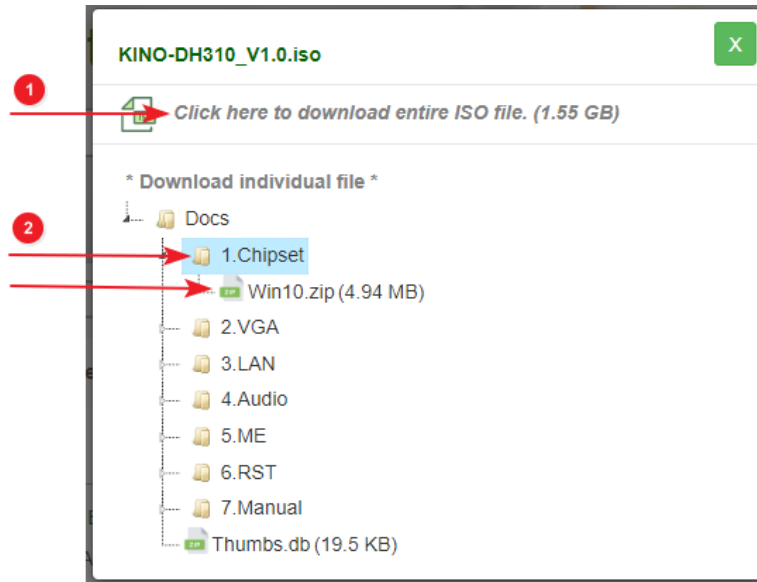 KINO-DH310_V1.0.iso
X
1
Click here to download entire ISO file. (1.55 GB)
* Download individual file *
2
Docs
1.Chipset
ZIP Win10.zip (4.94 MB)
2.VGA
3.LAN
4.Audio
5.ME
6.RST
7.Manual
ZIP Thumbs.db (19.5 KB)